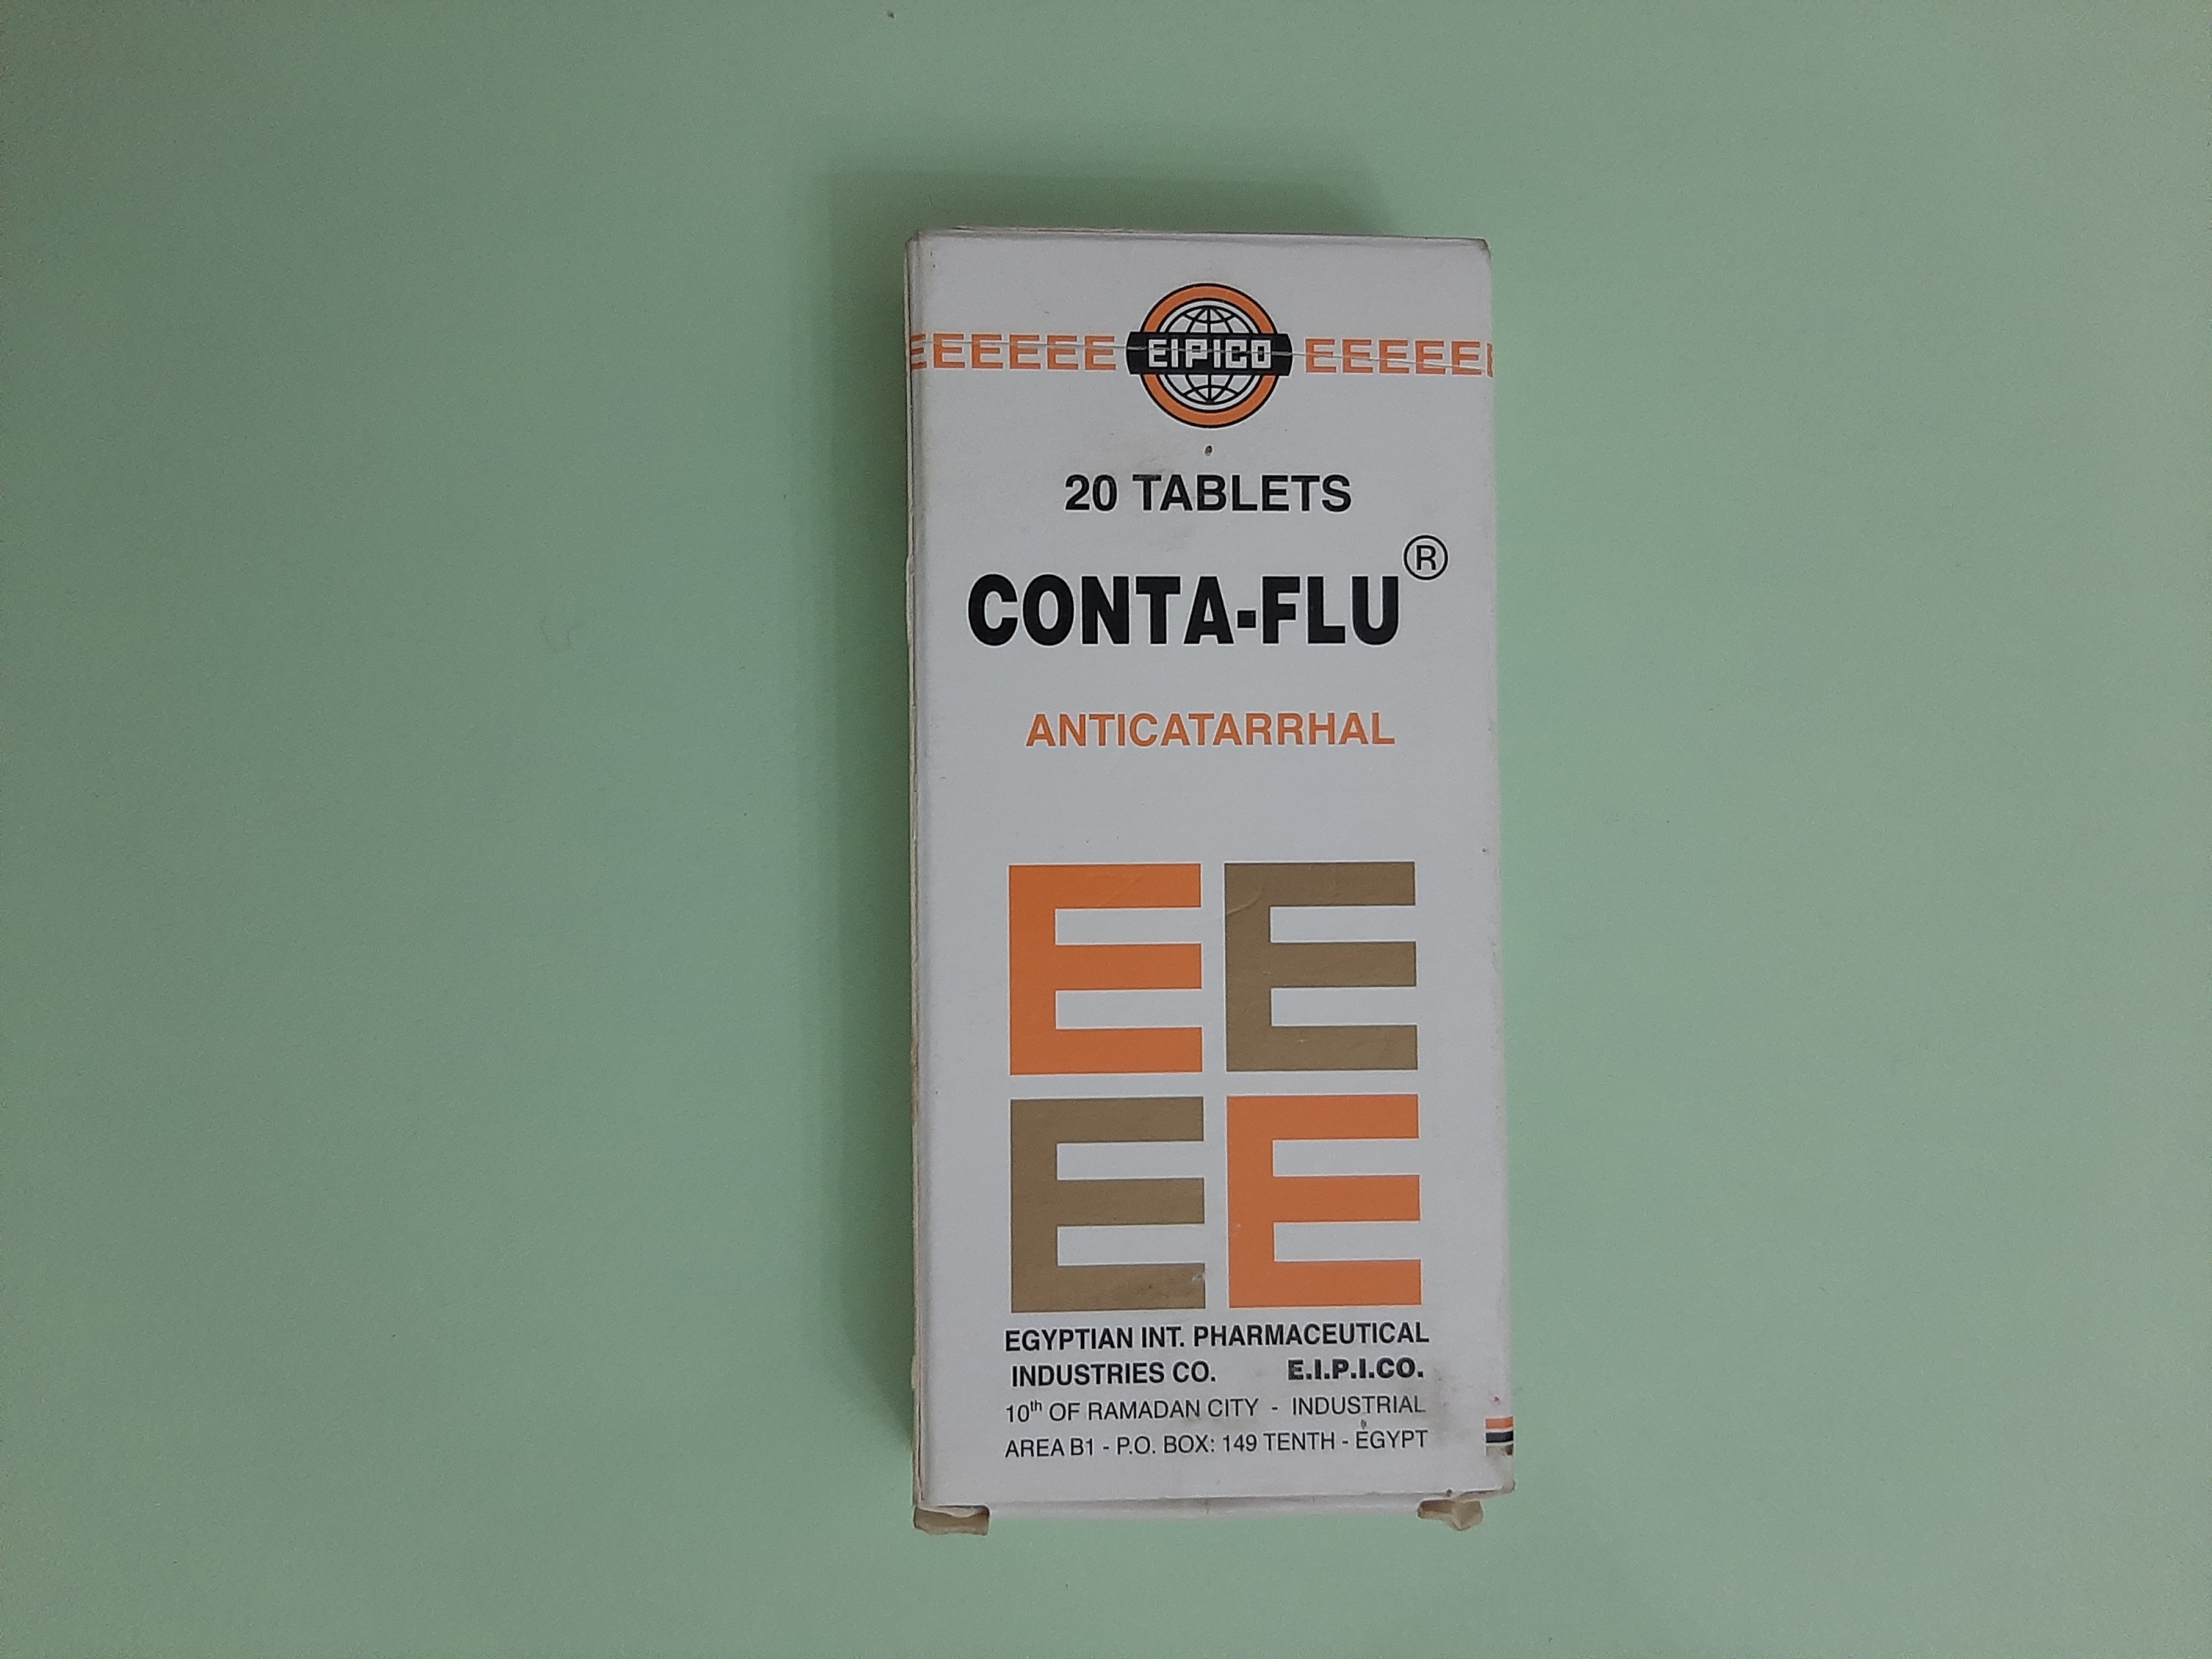 EEEEEE EIPICO EEEEEE
20 TABLETS
CONTA-FLU®
ANTICATARRHAL
E E
E E
EGYPTIAN INT. PHARMACEUTICAL
INDUSTRIES CO. E.I.P.I.CO.
10th OF RAMADAN CITY - INDUSTRIAL
AREA B1 - P.O. BOX: 149 TENTH - EGYPT